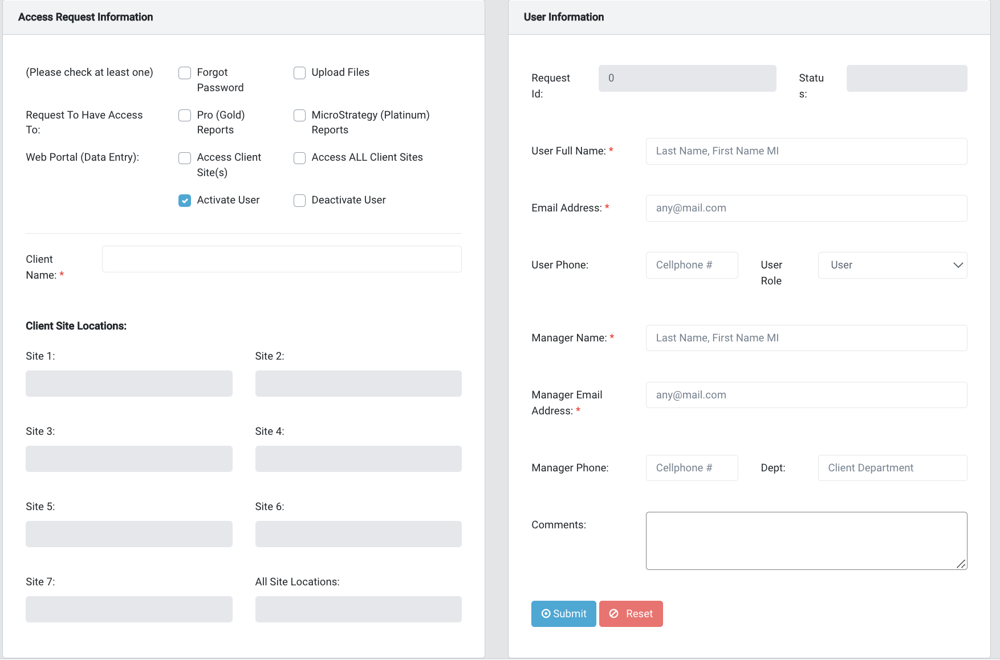 Access Request Information
(Please check at least one)
Forgot
Password
Upload Files
Request To Have Access
To:
Pro (Gold)
Reports
MicroStrategy (Platinum)
Reports
Web Portal (Data Entry):
Access Client
Site(s)
Access ALL Client Sites
Activate User
Deactivate User
Client
Name: *
Client Site Locations:
Site 1:
Site 2:
Site 3:
Site 4:
Site 5:
Site 6:
Site 7:
All Site Locations:
User Information
Request
Id:
0
Statu
s:
User Full Name: *
Last Name, First Name MI
Email Address: *
any@mail.com
User Phone:
Cellphone #
User
Role
User
Manager Name: *
Last Name, First Name MI
Manager Email
Address: *
any@mail.com
Manager Phone:
Cellphone #
Dept:
Client Department
Comments:
Submit
Reset